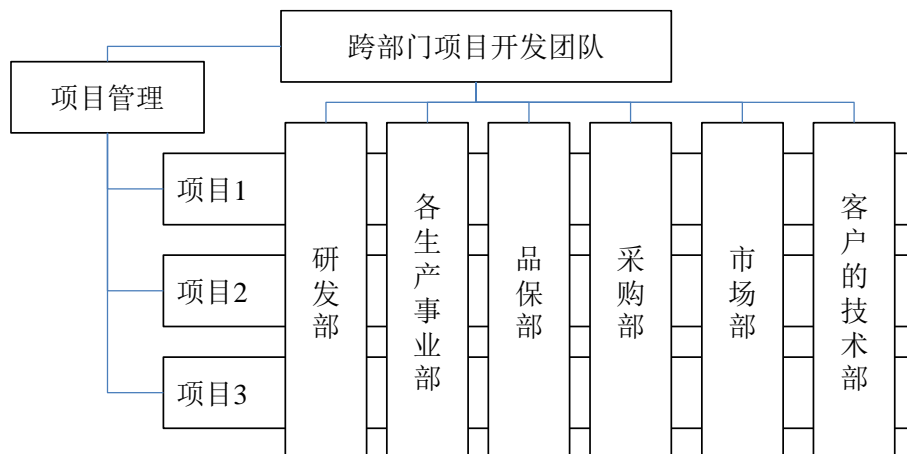 跨部门项目开发团队
项目管理
项目1
项目2
项目3
研发部
各生产事业部
品保部
采购部
市场部
客户的技术部